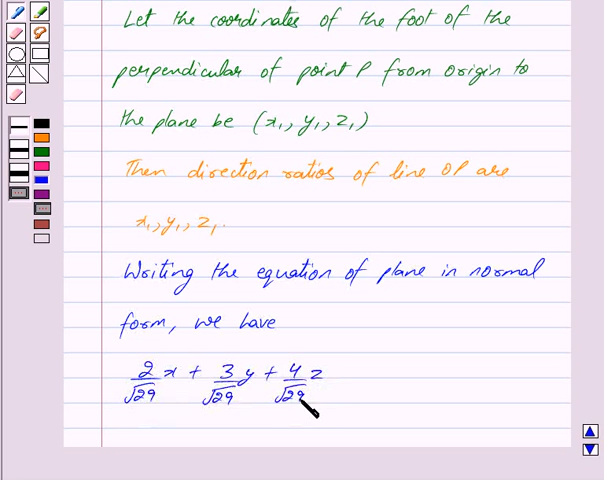 Let the coordinates of the foot of the
perpendicular of point P from origin to
the plane be (x₁, y₁, z₁)
Then direction ratios of line OP are
x₁, y₁, z₁.
Writing the equation of plane in normal
form, we have
2/√29 x + 3/√29 y + 4/√29 z